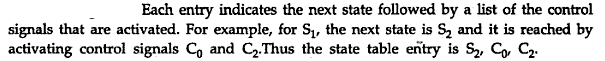 Each entry indicates the next state followed by a list of the control
signals that are activated. For example, for S₁, the next state is S₂ and it is reached by
activating control signals C₀ and C₂.Thus the state table entry is S₂, C₀, C₂.